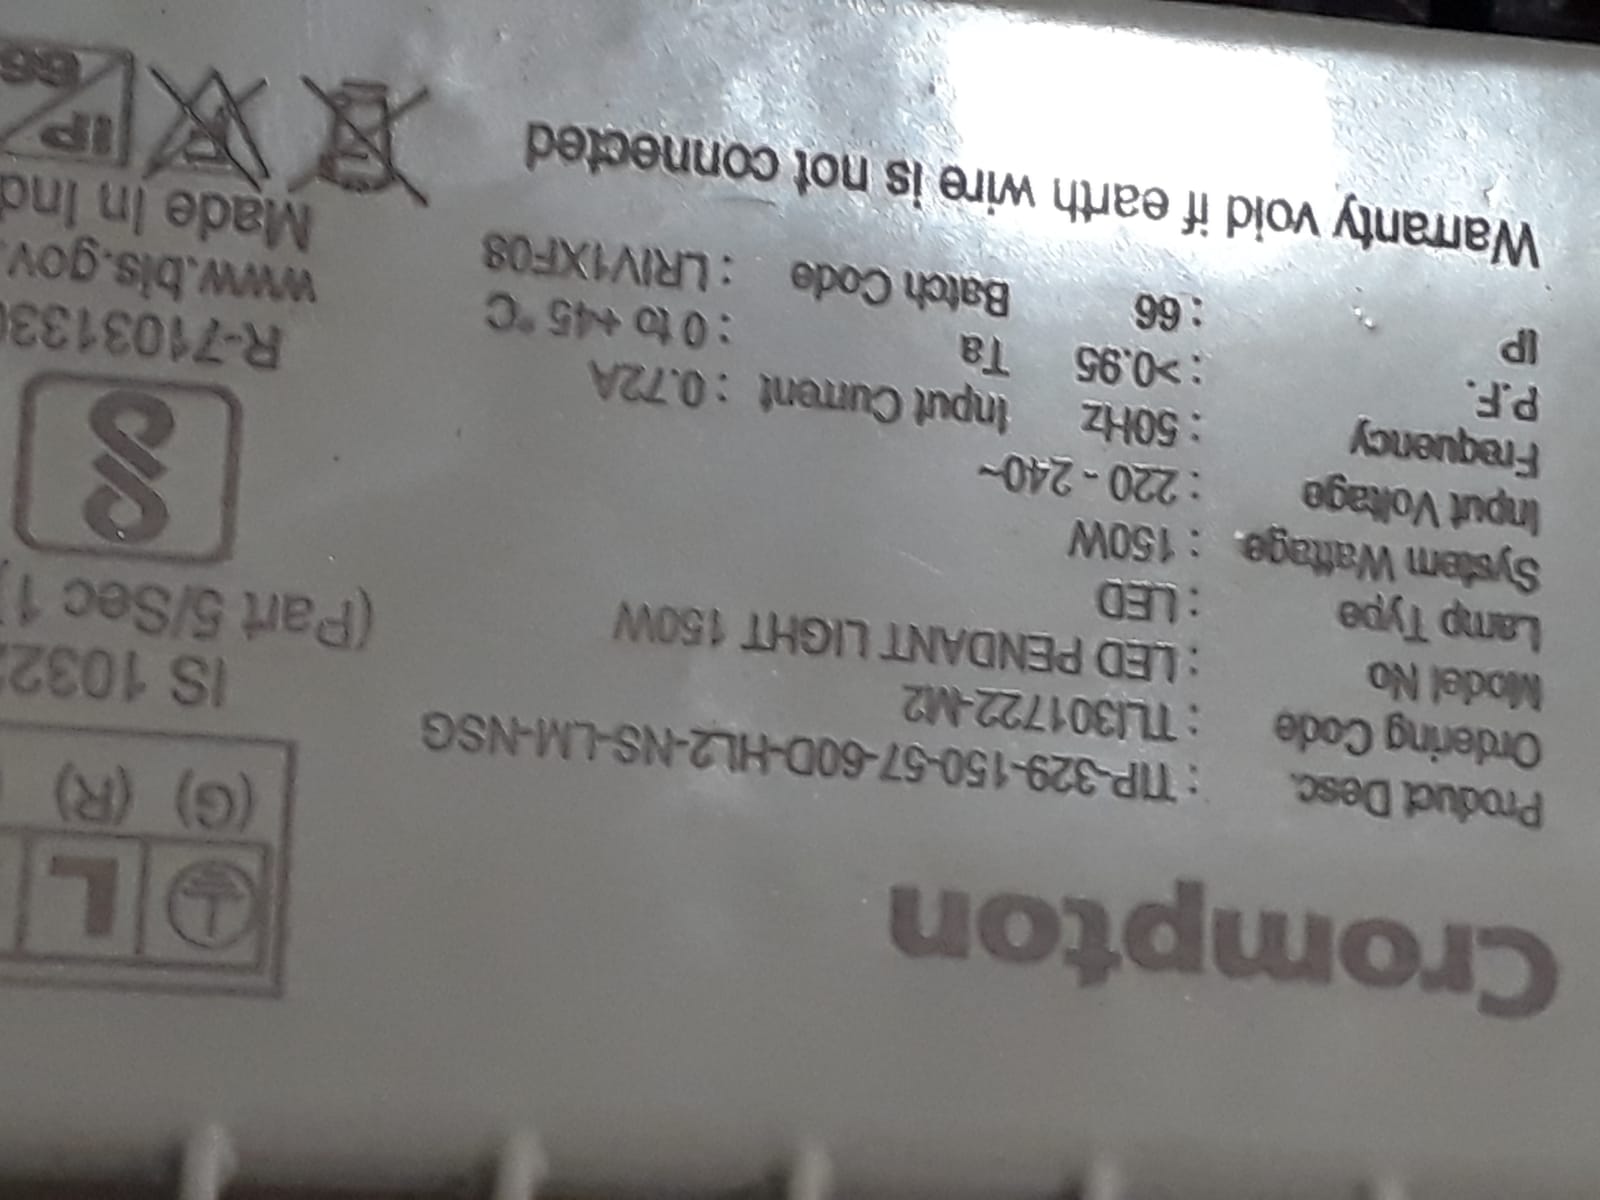 Crompton
Product Desc. : TIP-329-150-57-60D-HL2-NS-LM-NSG
Ordering Code : TLI301722-M2
Model No : LED PENDANT LIGHT 150W
Lamp Type : LED
System Wattage : 150W
Input Voltage : 220 - 240~
Frequency : 50Hz Input Current : 0.72A
P.F. : >0.95 Ta : 0 to +45 °C
IP : 66 Batch Code : LRIV1XF08
Warranty void if earth wire is not connected
L
(G) (R)
IS 1032
(Part 5/Sec 1)
R-7103133
www.bis.gov.
Made in Ind
F IP 66